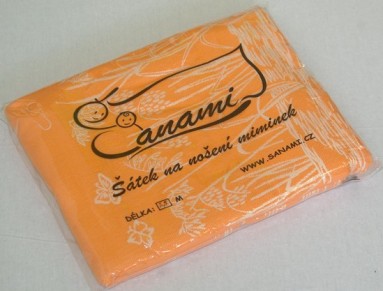 Sanami
Šátek na nošení miminek
WWW.SANAMI.CZ
DÉLKA: M